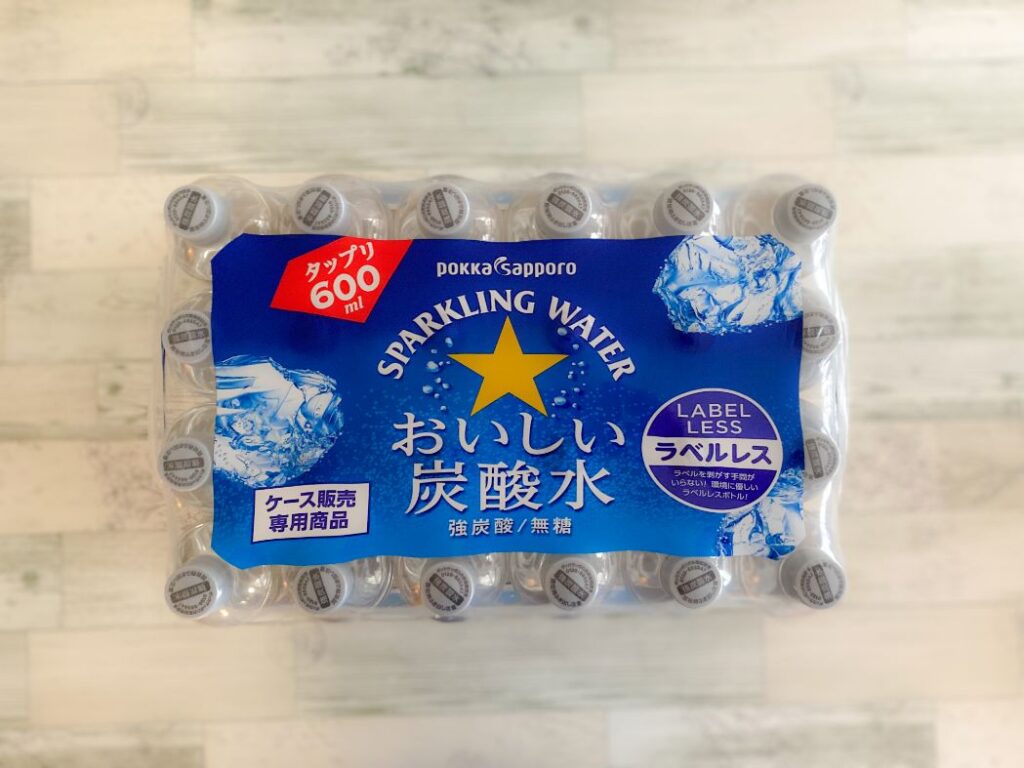 タップリ
600
ml
pokka sapporo
SPARKLING WATER
おいしい
炭酸水
強炭酸/無糖
ケース販売
専用商品
LABEL
LESS
ラベルレス
ラベルを剥がす手間が
いらない!環境に優しい
ラベルレスボトル!